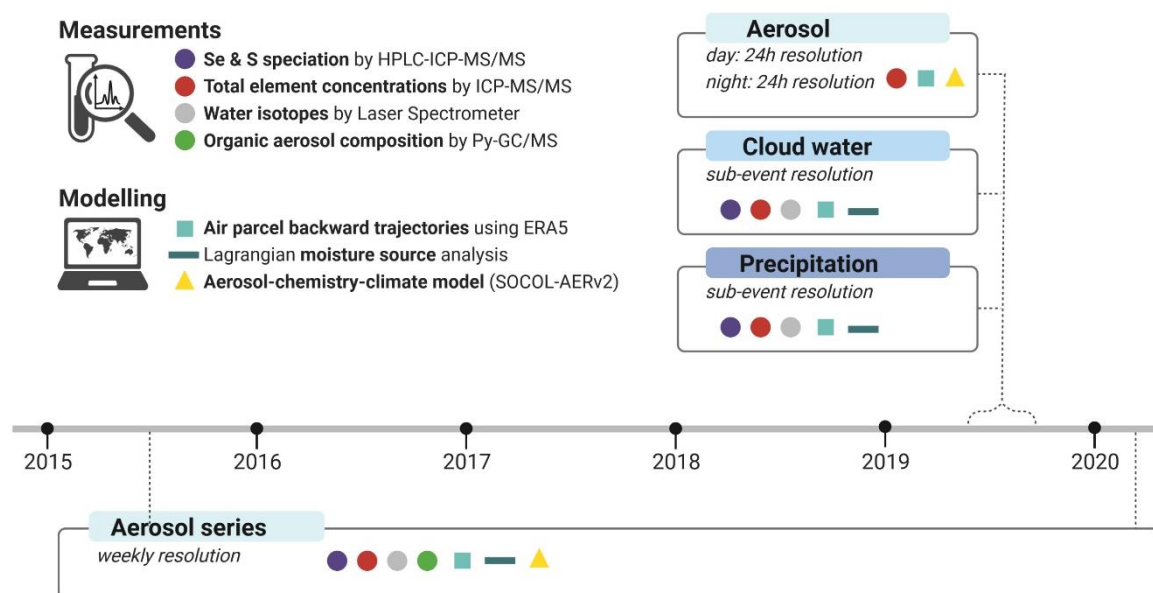 Measurements
Se & S speciation by HPLC-ICP-MS/MS
Total element concentrations by ICP-MS/MS
Water isotopes by Laser Spectrometer
Organic aerosol composition by Py-GC/MS
Modelling
Air parcel backward trajectories using ERA5
Lagrangian moisture source analysis
Aerosol-chemistry-climate model (SOCOL-AERv2)
Aerosol
day: 24h resolution
night: 24h resolution
Cloud water
sub-event resolution
Precipitation
sub-event resolution
2015 2016 2017 2018 2019 2020
Aerosol series
weekly resolution